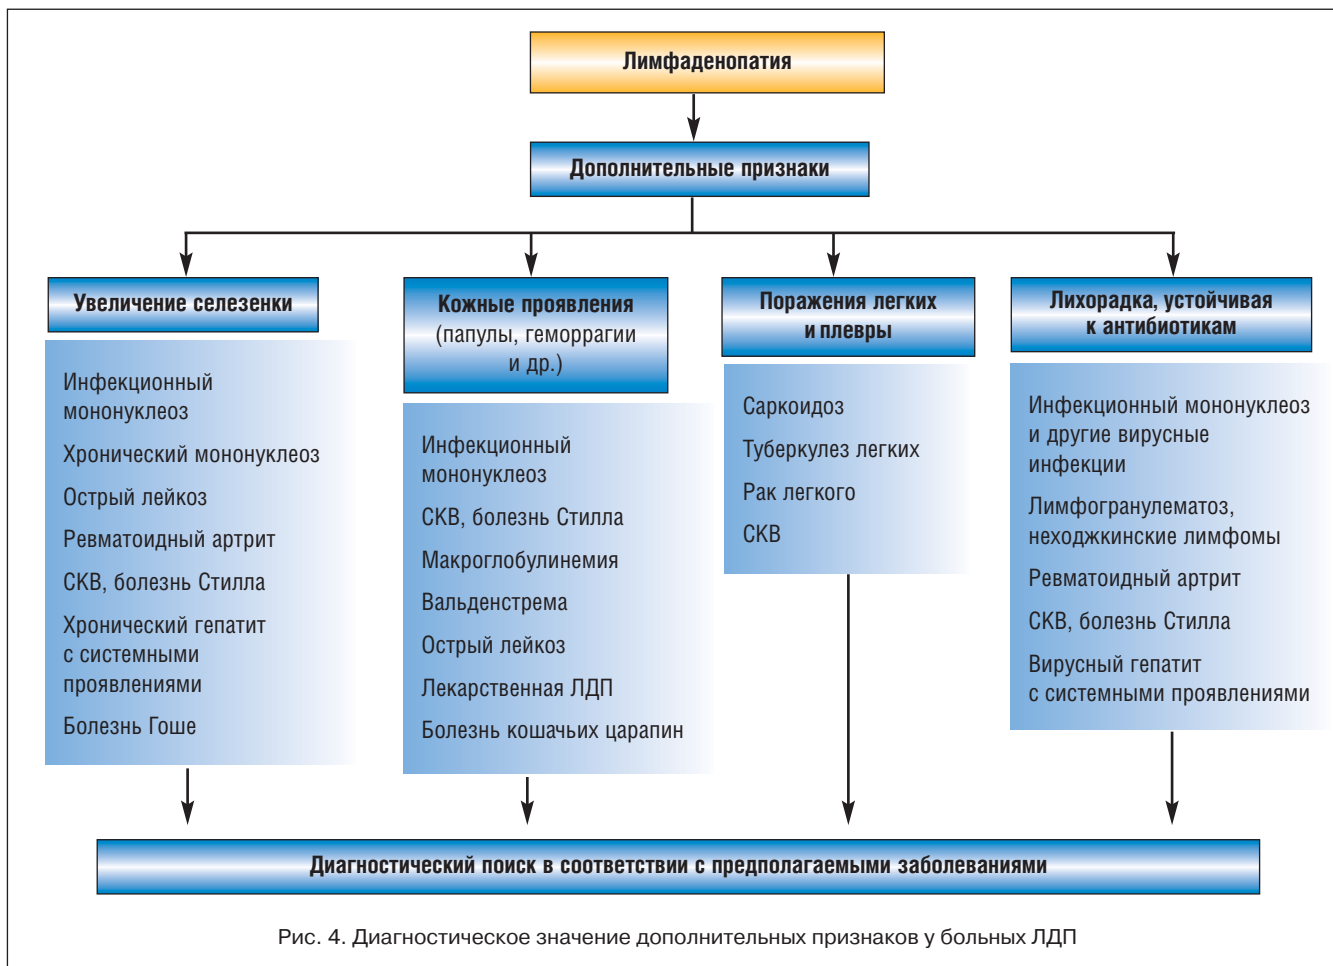 Лимфаденопатия
Дополнительные признаки
Увеличение селезенки
Инфекционный
мононуклеоз
Хронический мононуклеоз
Острый лейкоз
Ревматоидный артрит
СКВ, болезнь Стилла
Хронический гепатит
с системными
проявлениями
Болезнь Гоше
Кожные проявления
(папулы, геморрагии
и др.)
Инфекционный
мононуклеоз
СКВ, болезнь Стилла
Макроглобулинемия
Вальденстрема
Острый лейкоз
Лекарственная ЛДП
Болезнь кошачьих царапин
Поражения легких
и плевры
Саркоидоз
Туберкулез легких
Рак легкого
СКВ
Лихорадка, устойчивая
к антибиотикам
Инфекционный мононуклеоз
и другие вирусные
инфекции
Лимфогранулематоз,
неходжкинские лимфомы
Ревматоидный артрит
СКВ, болезнь Стилла
Вирусный гепатит
с системными проявлениями
Диагностический поиск в соответствии с предполагаемыми заболеваниями
Рис. 4. Диагностическое значение дополнительных признаков у больных ЛДП